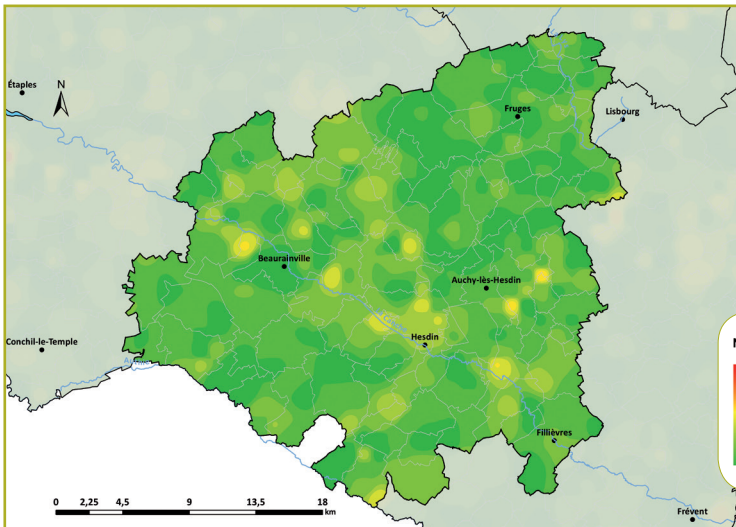 Étaples
N
Fruges
Lisbourg
Beaurainville
Auchy-lès-Hesdin
Conchil-le-Temple
Hesdin
Fillièvres
Frévent
0 2,25 4,5 9 13,5 18
km